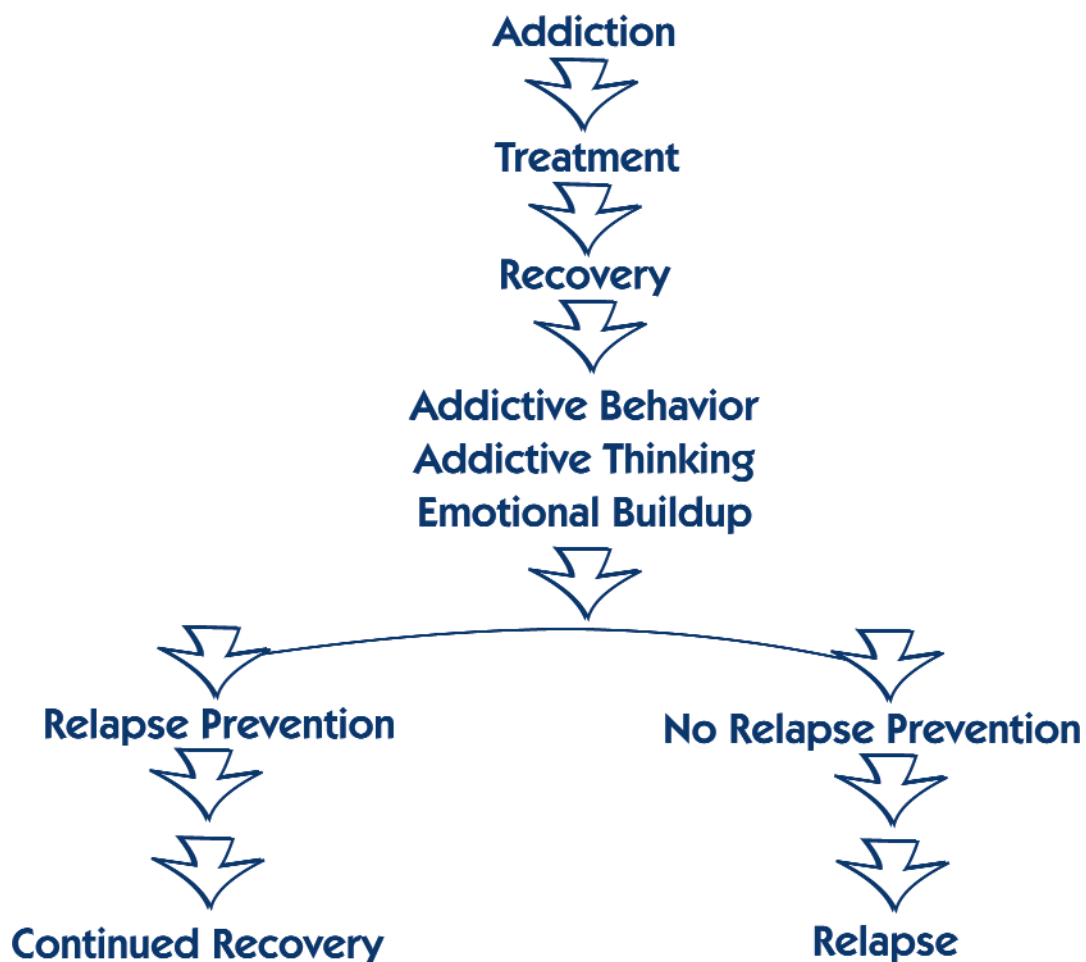 Addiction
Treatment
Recovery
Addictive Behavior
Addictive Thinking
Emotional Buildup
Relapse Prevention
No Relapse Prevention
Continued Recovery
Relapse